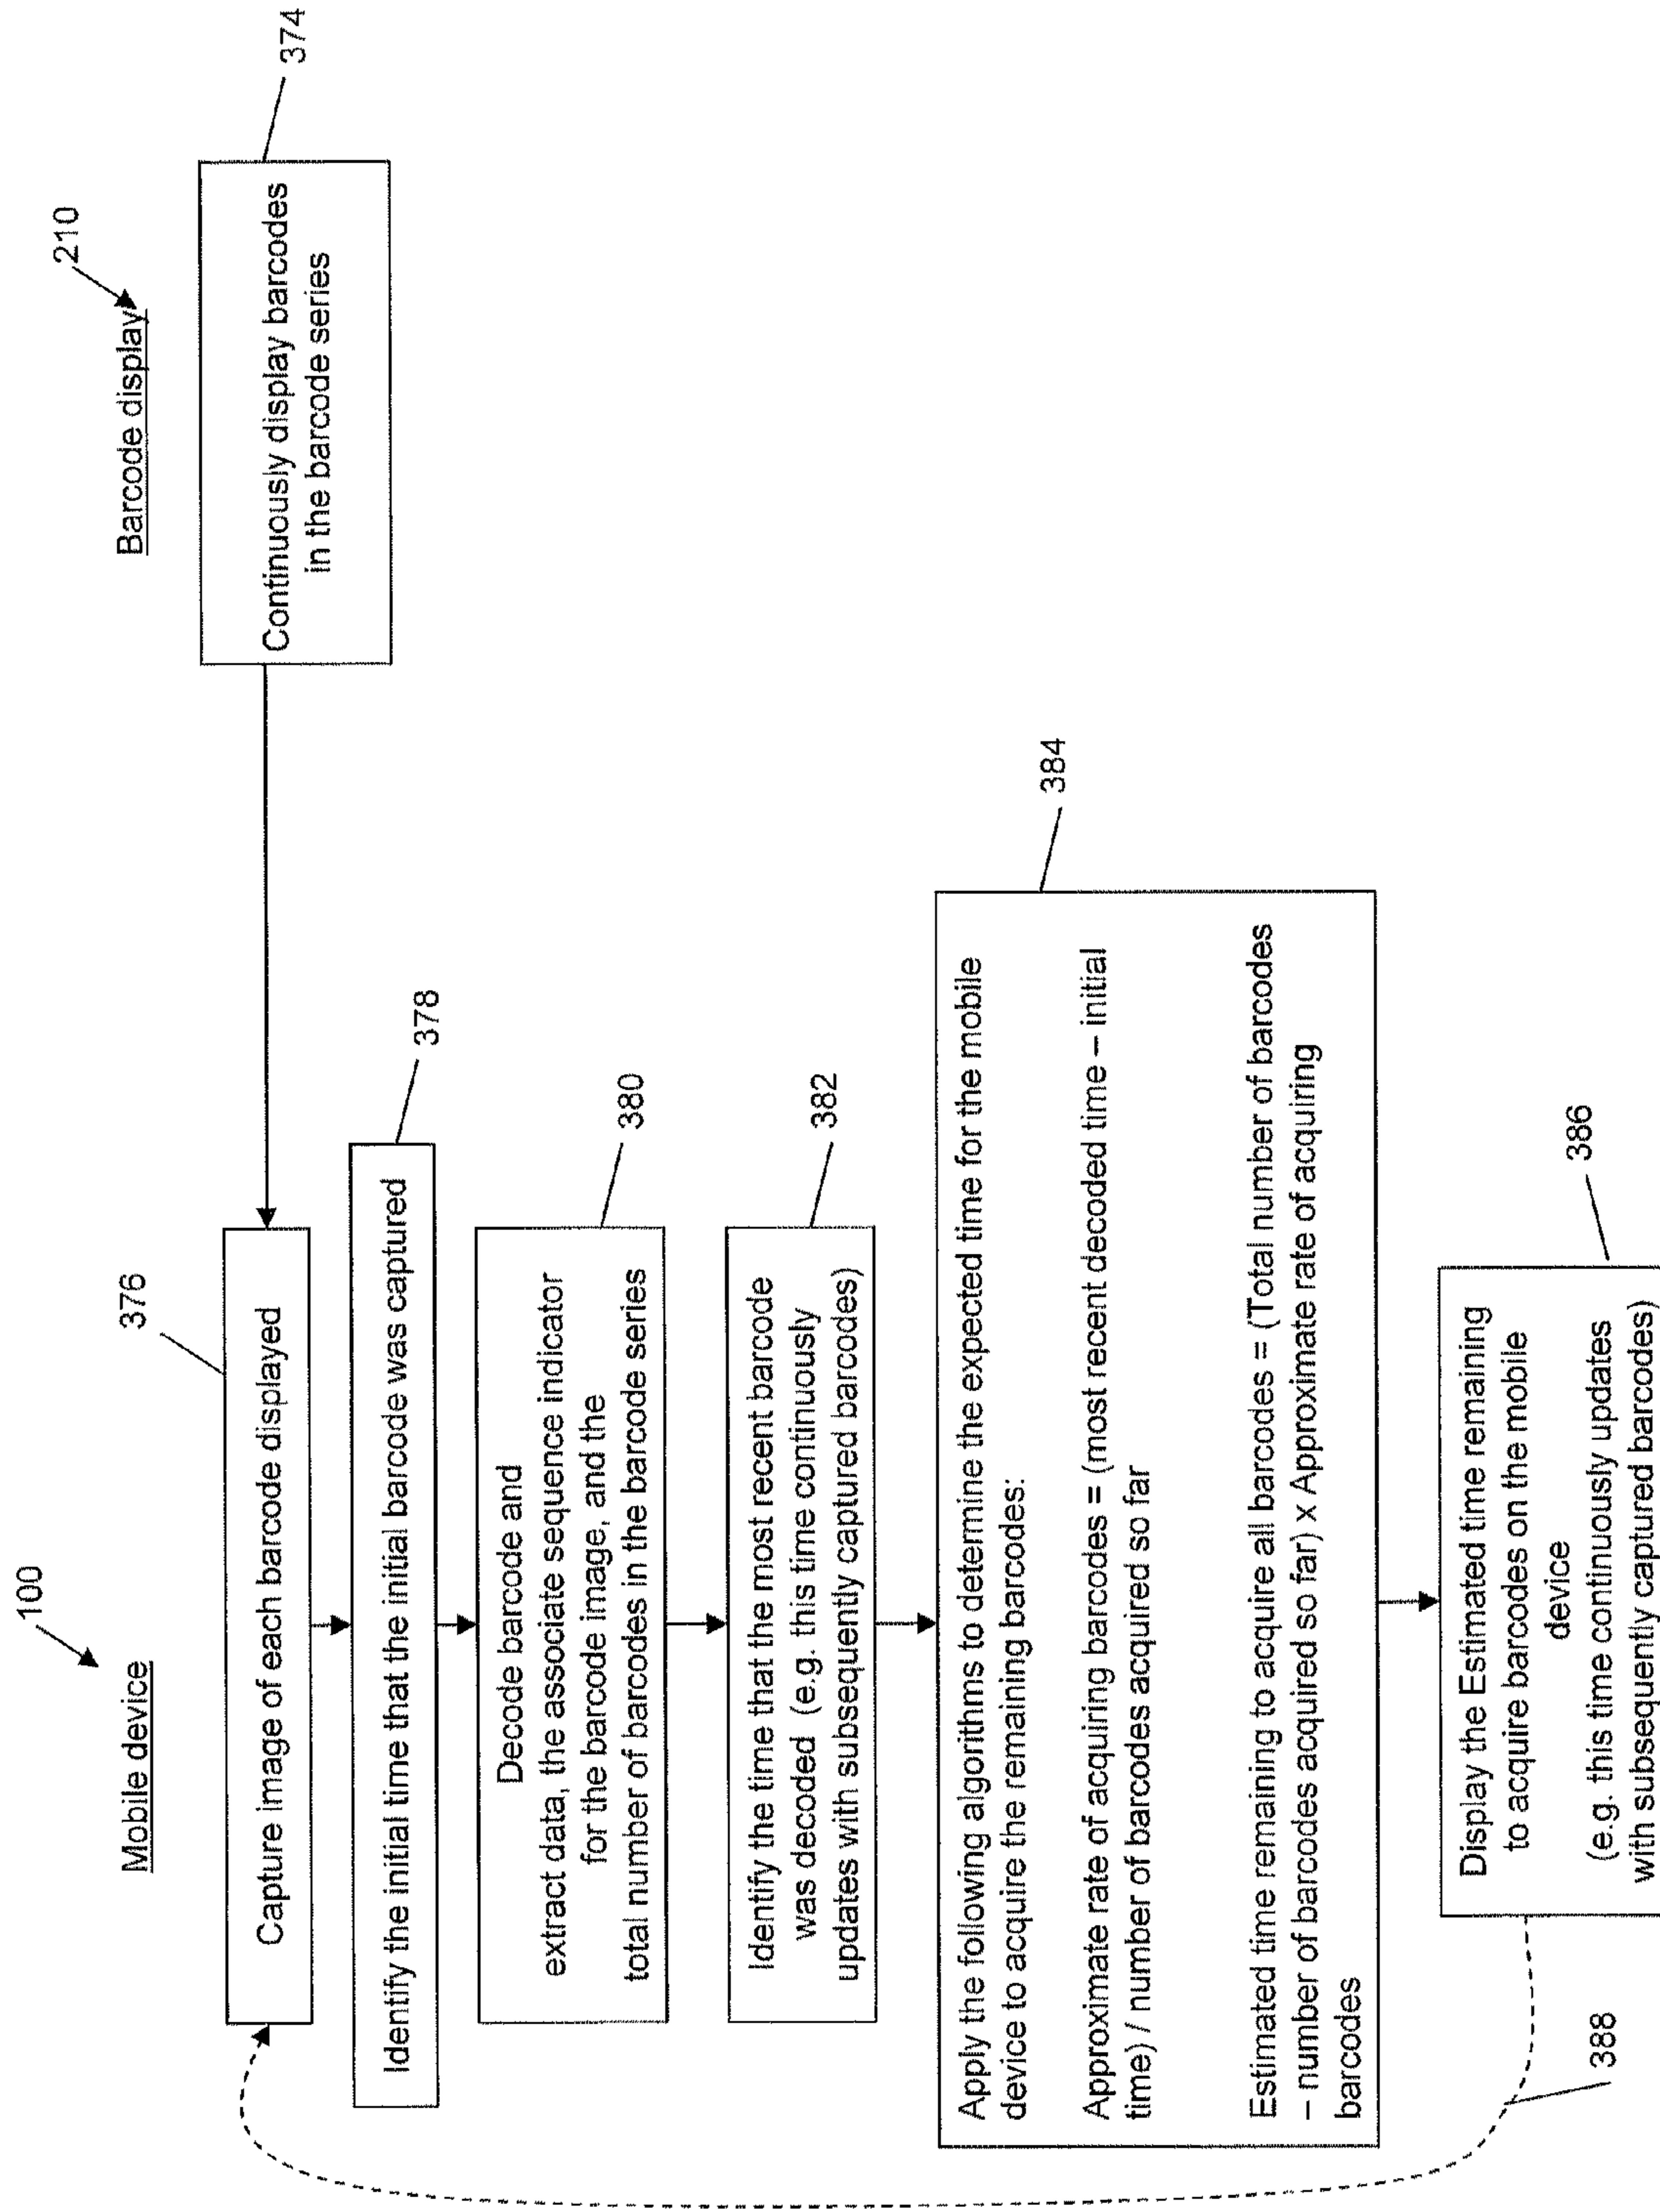 100
Mobile device
210
Barcode display
374
Continuously display barcodes
in the barcode series
376
Capture image of each barcode displayed
378
Identify the initial time that the initial barcode was captured
380
Decode barcode and
extract data, the associate sequence indicator
for the barcode image, and the
total number of barcodes in the barcode series
382
Identify the time that the most recent barcode
was decoded (e.g. this time continuously
updates with subsequently captured barcodes)
384
Apply the following algorithms to determine the expected time for the mobile
device to acquire the remaining barcodes:
Approximate rate of acquiring barcodes = (most recent decoded time – initial
time) / number of barcodes acquired so far
Estimated time remaining to acquire all barcodes = (Total number of barcodes
– number of barcodes acquired so far) x Approximate rate of acquiring
barcodes
386
Display the Estimated time remaining
to acquire barcodes on the mobile
device
(e.g. this time continuously updates
with subsequently captured barcodes)
388